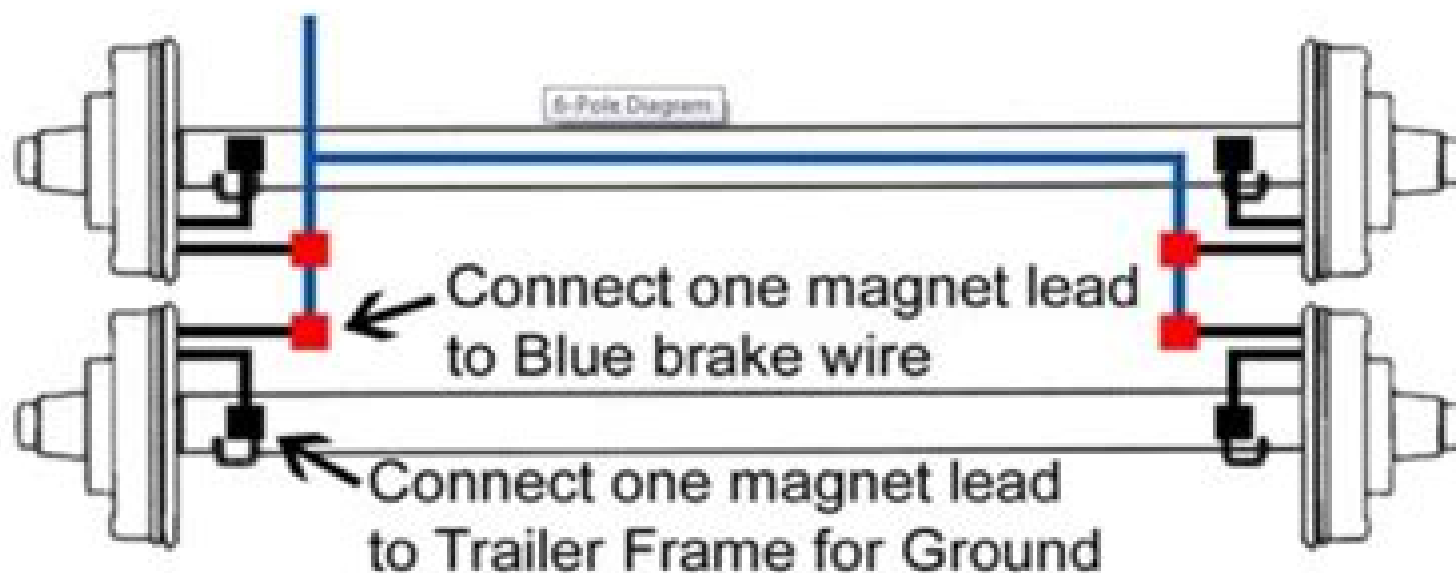 6-Pole Diagram
Connect one magnet lead
to Blue brake wire
Connect one magnet lead
to Trailer Frame for Ground